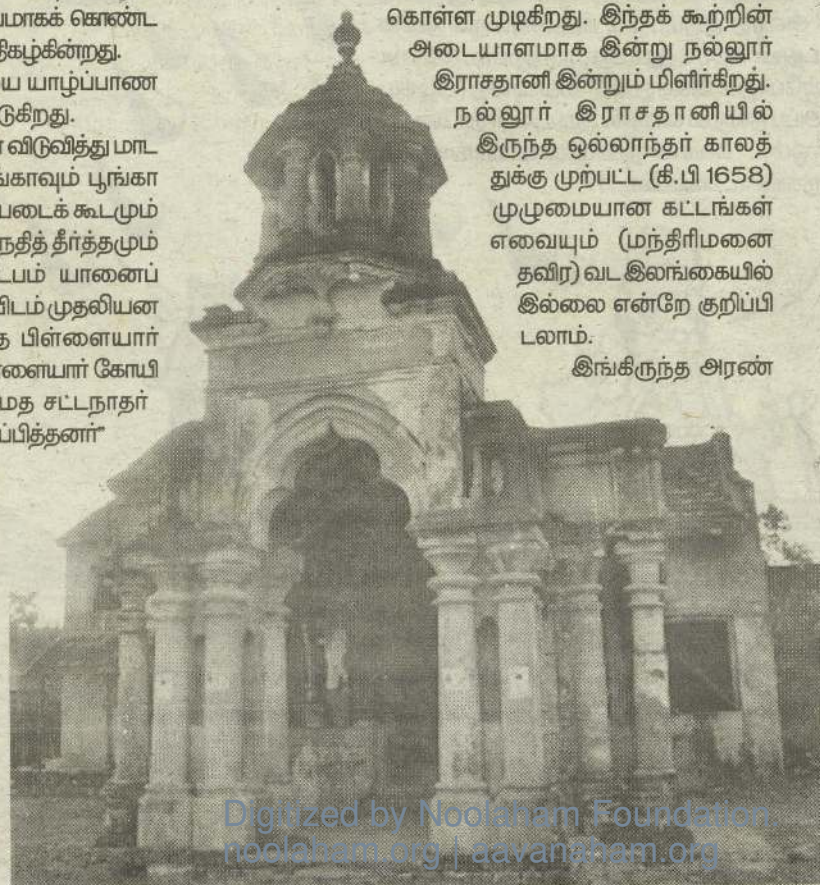 மாகக் கொண்ட
திகழ்கின்றது.
ய யாழ்ப்பாண
டுகிறது.
விடுவித்து மாட
ங்காவும் பூங்கா
படைக் கூடமும்
நதித் தீர்த்தமும்
டபம் யானைப்
விடம் முதலியன
த பிள்ளையார்
ளையார் கோயி
மத சட்டநாதர்
ப்பித்தனர்"
கொள்ள முடிகிறது. இந்தக் கூற்றின்
அடையாளமாக இன்று நல்லூர்
இராசதானி இன்றும் மிளிர்கிறது.
நல்லூர் இராசதானியில்
இருந்த ஒல்லாந்தர் காலத்
துக்கு முற்பட்ட (கி.பி 1658)
முழுமையான கட்டங்கள்
எவையும் (மந்திரிமனை
தவிர) வட இலங்கையில்
இல்லை என்றே குறிப்பி
டலாம்.
இங்கிருந்த அரண்
Digitized by Noolaham Foundation.
noolaham.org | aavanaham.org